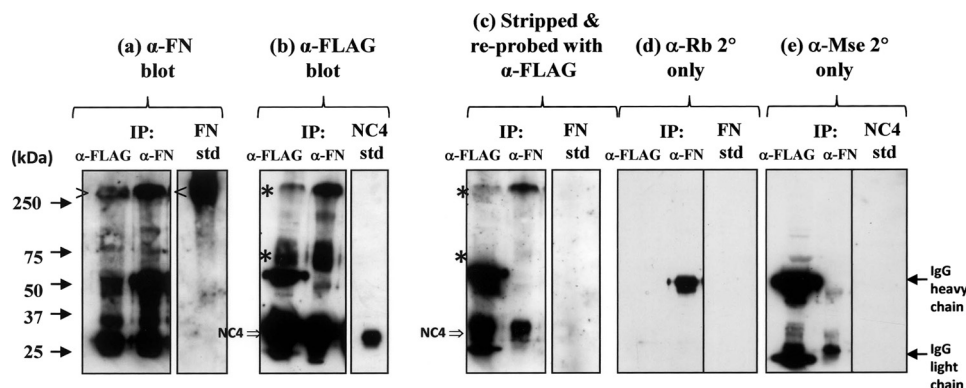 (a) α-FN
blot
(b) α-FLAG
blot
(c) Stripped &
re-probed with
α-FLAG
(d) α-Rb 2°
only
(e) α-Mse 2°
only
IP:
α-FLAG α-FN
FN
std
IP:
α-FLAG α-FN
NC4
std
IP:
α-FLAG α-FN
FN
std
IP:
α-FLAG α-FN
FN
std
IP:
α-FLAG α-FN
NC4
std
(kDa)
250
75
50
37
25
>
<
*
*
NC4⇒
*
*
NC4⇒
IgG
heavy
chain
IgG
light
chain